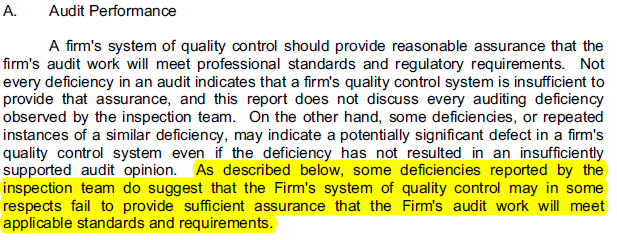 A. Audit Performance
A firm's system of quality control should provide reasonable assurance that the
firm's audit work will meet professional standards and regulatory requirements. Not
every deficiency in an audit indicates that a firm's quality control system is insufficient to
provide that assurance, and this report does not discuss every auditing deficiency
observed by the inspection team. On the other hand, some deficiencies, or repeated
instances of a similar deficiency, may indicate a potentially significant defect in a firm's
quality control system even if the deficiency has not resulted in an insufficiently
supported audit opinion. As described below, some deficiencies reported by the
inspection team do suggest that the Firm's system of quality control may in some
respects fail to provide sufficient assurance that the Firm's audit work will meet
applicable standards and requirements.